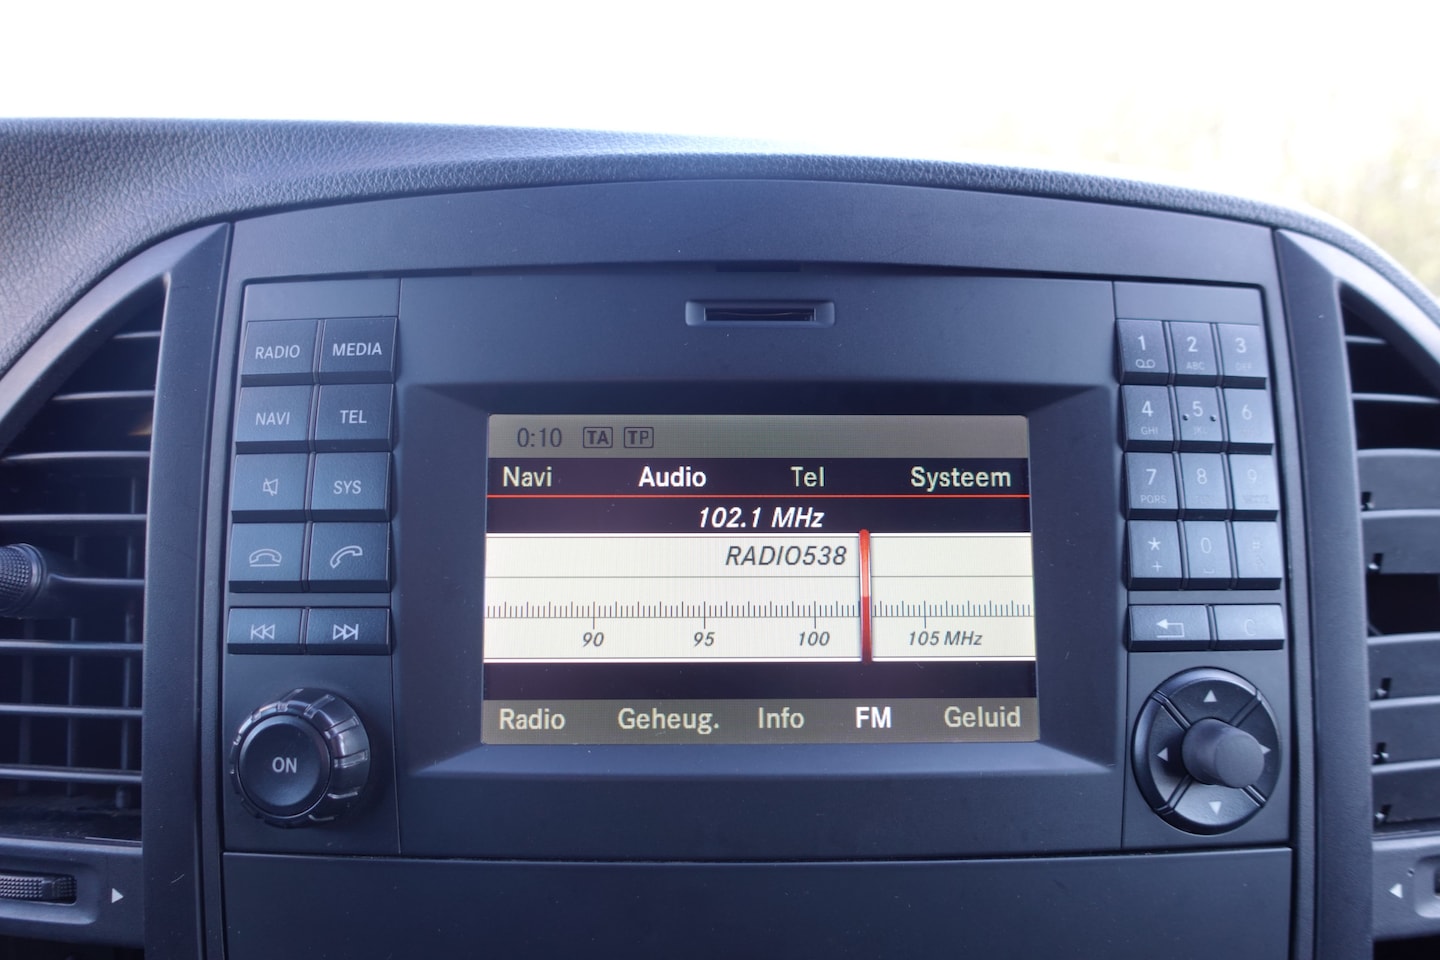 RADIO MEDIA
NAVI TEL
SYS
ON
0:10 TA TP
Navi Audio Tel Systeem
102.1 MHz
RADIO538
90 95 100 105 MHz
Radio Geheug. Info FM Geluid
1 2 ABC 3 DEF
4 GHI 5 6
7 PQRS 8 9
* + 0
C